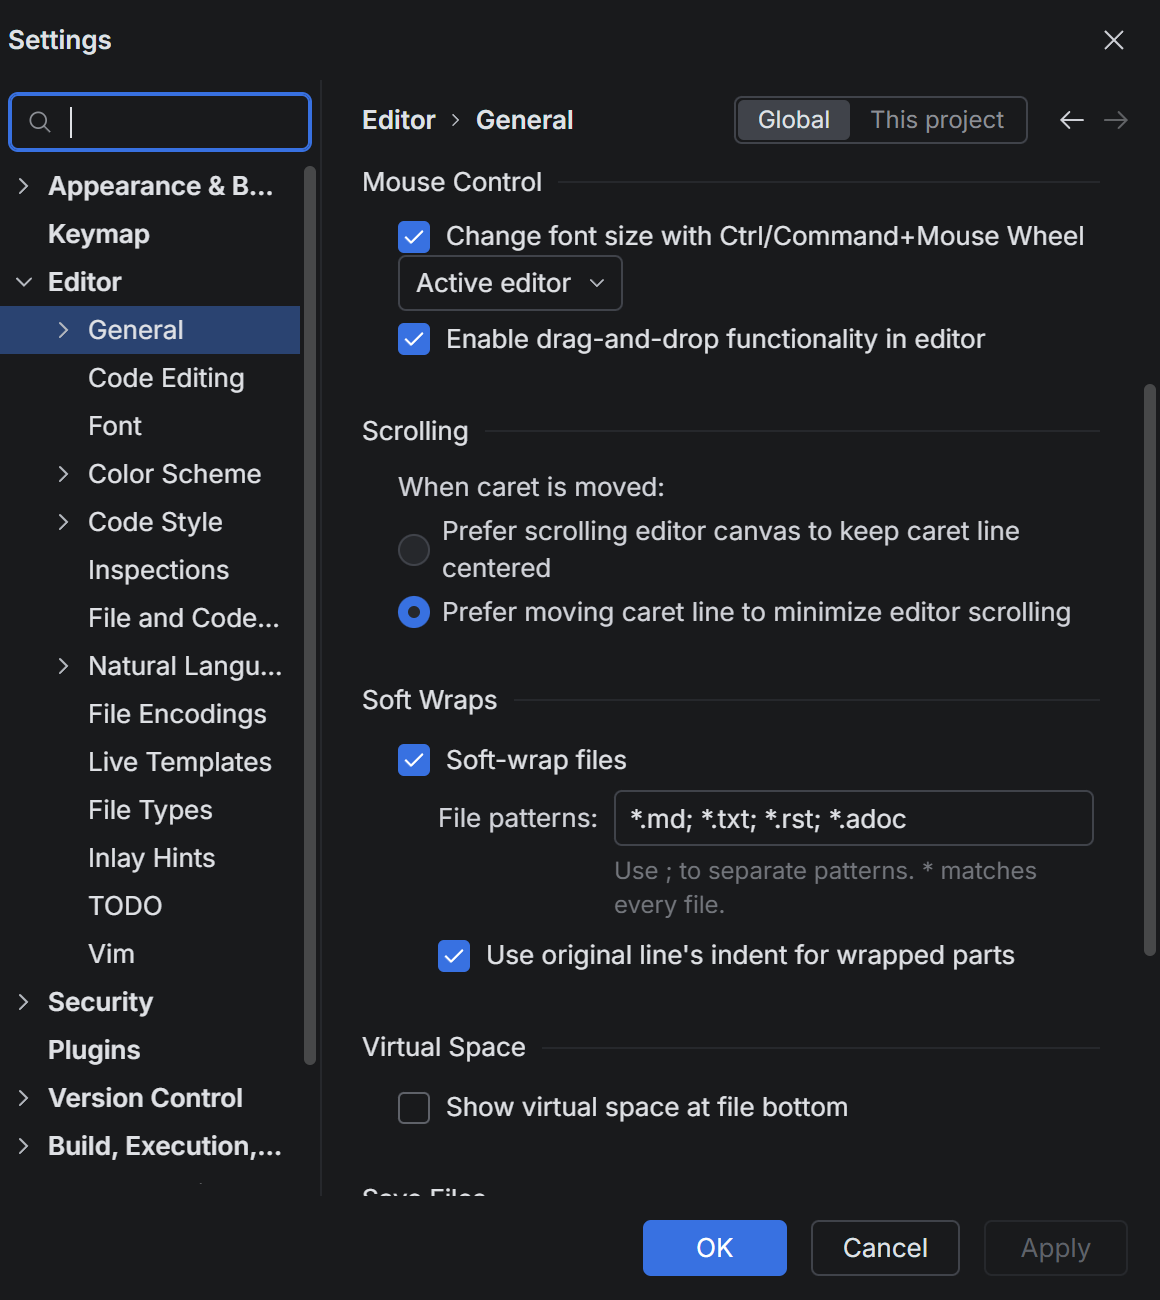 Settings
Appearance & B...
Keymap
Editor
General
Code Editing
Font
Color Scheme
Code Style
Inspections
File and Code...
Natural Langu...
File Encodings
Live Templates
File Types
Inlay Hints
TODO
Vim
Security
Plugins
Version Control
Build, Execution,...
Editor > General
Global
This project
Mouse Control
Change font size with Ctrl/Command+Mouse Wheel
Active editor
Enable drag-and-drop functionality in editor
Scrolling
When caret is moved:
Prefer scrolling editor canvas to keep caret line
centered
Prefer moving caret line to minimize editor scrolling
Soft Wraps
Soft-wrap files
File patterns: *.md; *.txt; *.rst; *.adoc
Use ; to separate patterns. * matches
every file.
Use original line's indent for wrapped parts
Virtual Space
Show virtual space at file bottom
Save Files
OK
Cancel
Apply